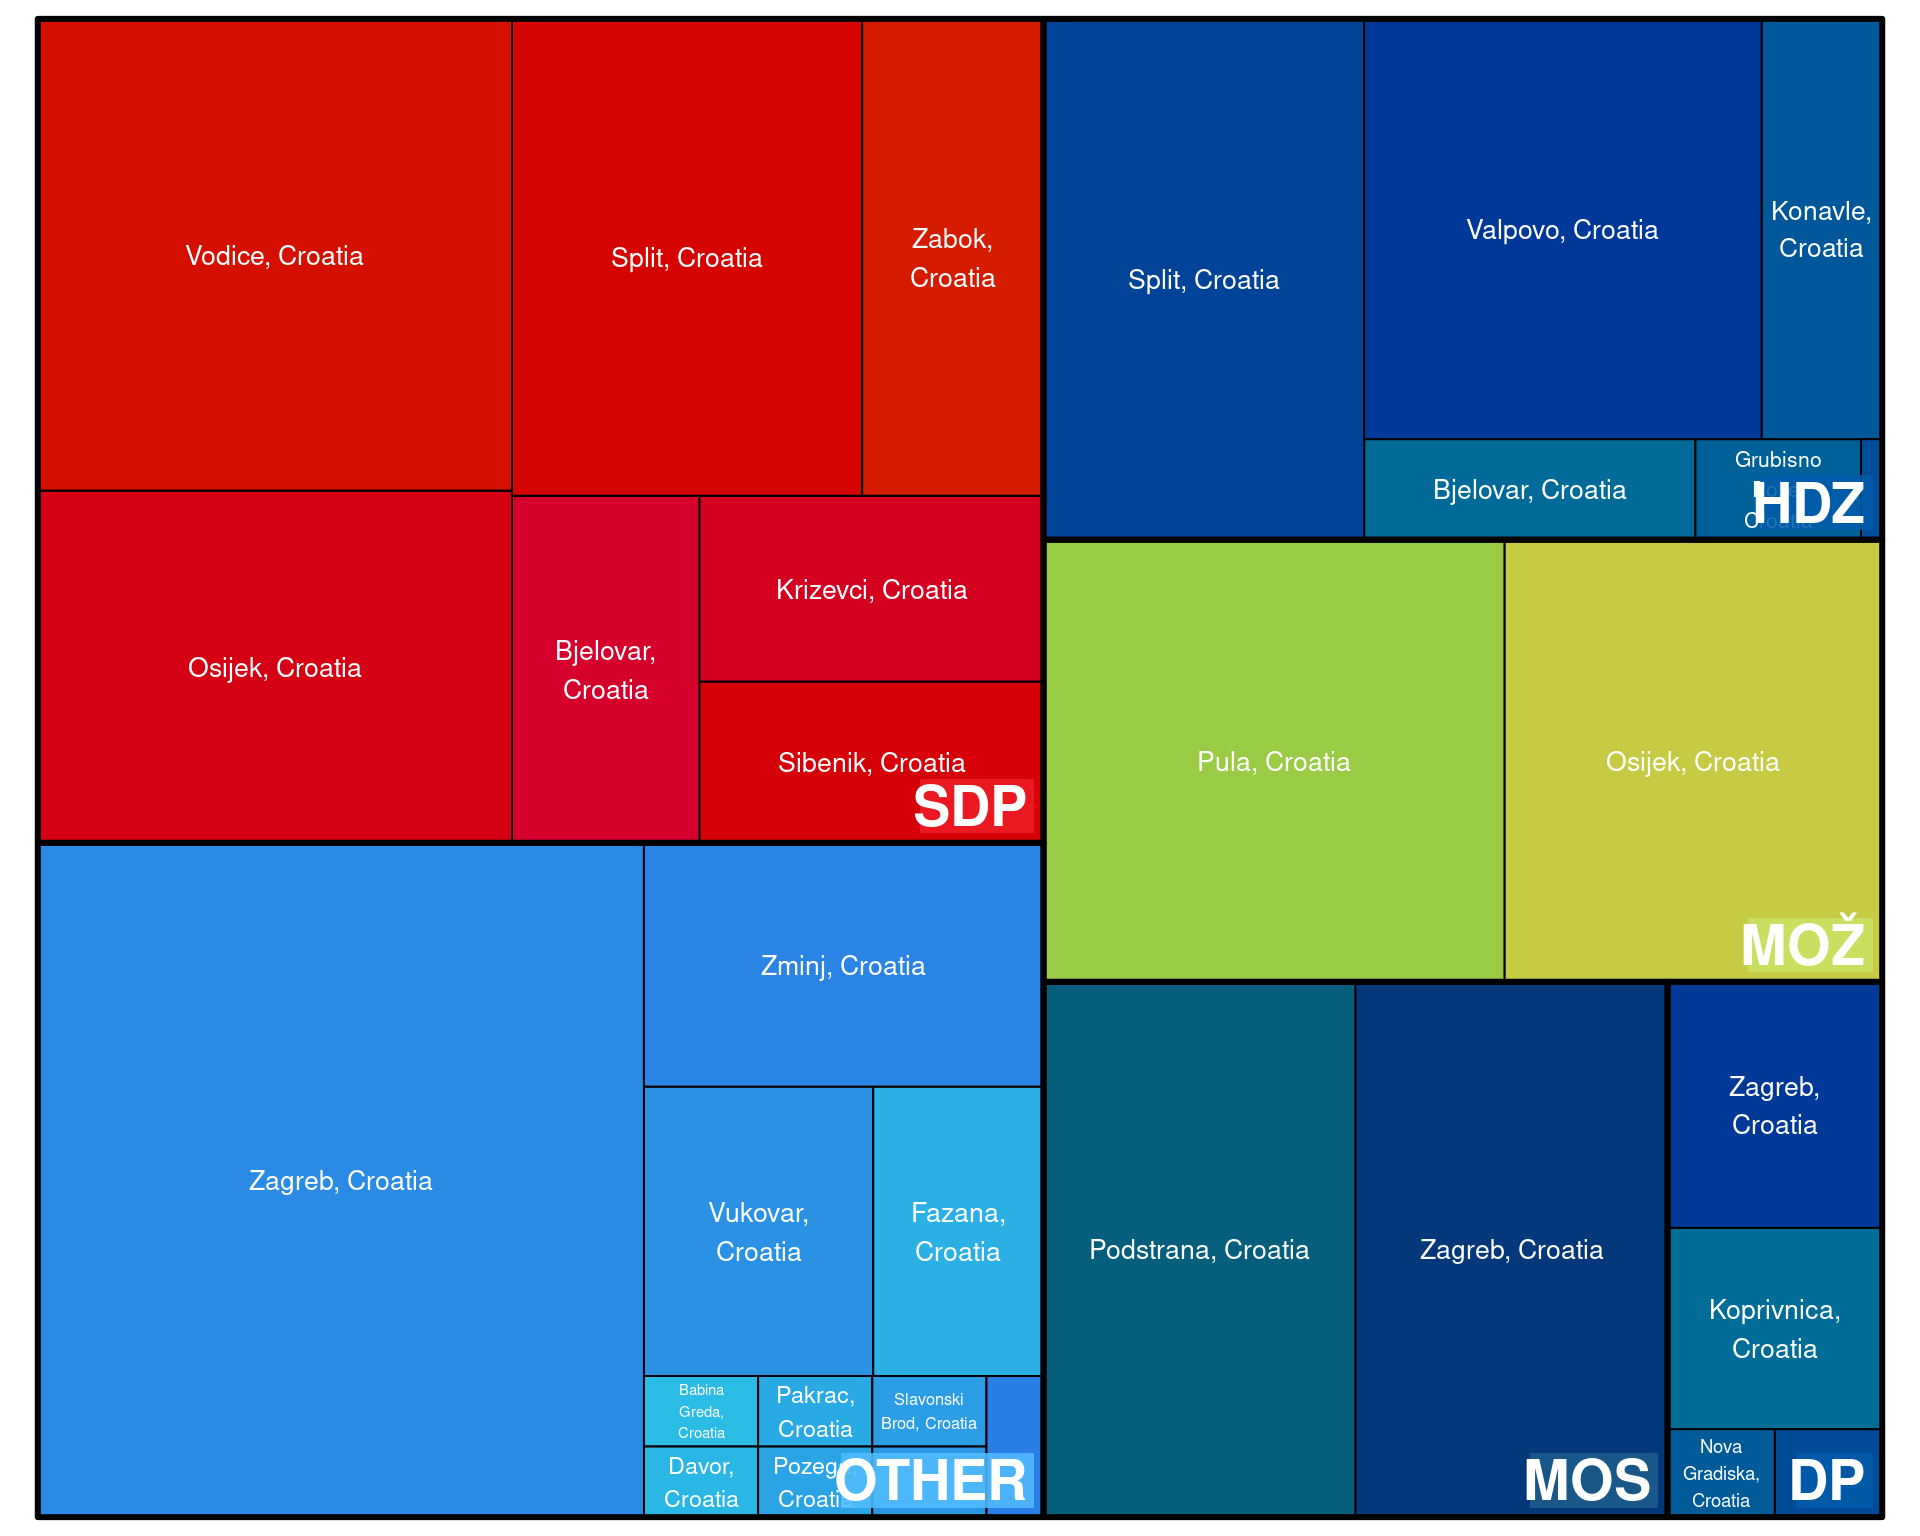 Vodice, Croatia
Split, Croatia
Zabok,
Croatia
Osijek, Croatia
Bjelovar,
Croatia
Krizevci, Croatia
Sibenik, Croatia
SDP
Split, Croatia
Valpovo, Croatia
Konavle,
Croatia
Bjelovar, Croatia
Grubisno
Croatia
HDZ
Pula, Croatia
Osijek, Croatia
MOŽ
Zagreb, Croatia
Zminj, Croatia
Vukovar,
Croatia
Fazana,
Croatia
Babina
Greda,
Croatia
Pakrac,
Croatia
Slavonski
Brod, Croatia
Davor,
Croatia
Pozega,
Croatia
OTHER
Podstrana, Croatia
Zagreb, Croatia
MOS
Zagreb,
Croatia
Koprivnica,
Croatia
Nova
Gradiska,
Croatia
DP